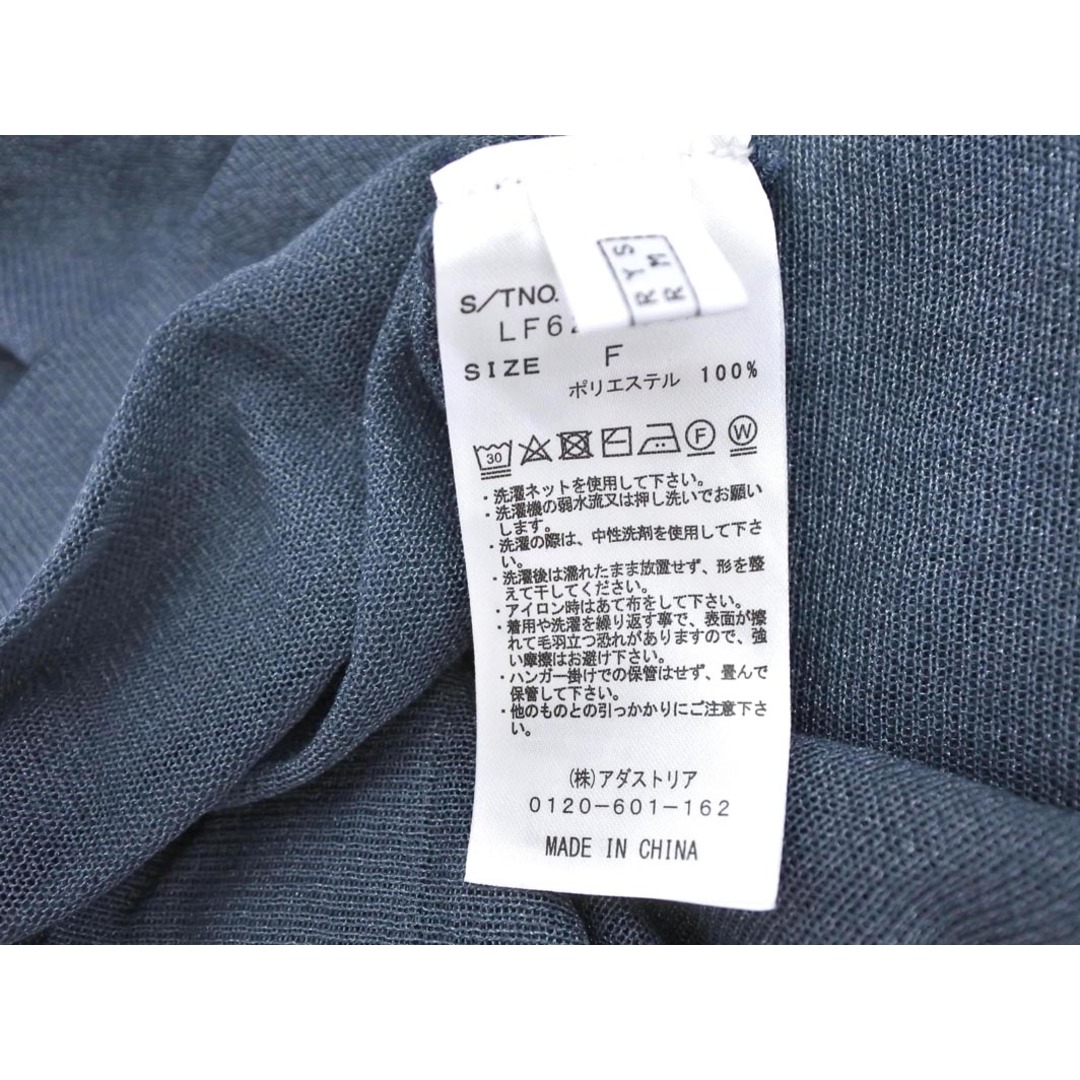 S/TNO.
LF62
SIZE F
ポリエステル 100%
30 F W
・洗濯ネットを使用して下さい。
・洗濯機の弱水流又は押し洗いでお願い
します。
・洗濯の際は、中性洗剤を使用して下さ
い。
・洗濯後は濡れたまま放置せず、形を整
えて干してください。
・アイロン時はあて布をして下さい。
・着用や洗濯を繰り返す事で、表面が擦
れて毛羽立つ恐れがありますので、強
い摩擦はお避け下さい。
・ハンガー掛けでの保管はせず、畳んで
保管して下さい。
・他のものとの引っかかりにご注意下さ
い。
(株)アダストリア
0120-601-162
MADE IN CHINA